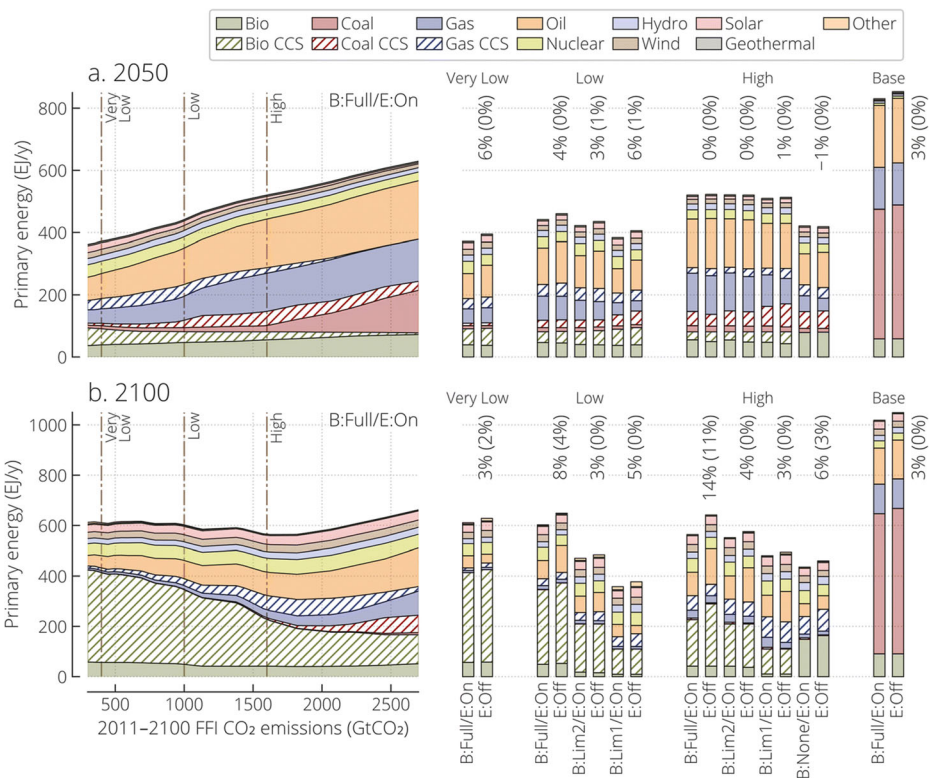 Bio Coal Gas Oil Hydro Solar Other
Bio CCS Coal CCS Gas CCS Nuclear Wind Geothermal
a. 2050
Very Low Low High Base
B:Full/E:On
Very Low
Low
High
Primary energy (EJ/y)
800
600
400
200
0
6% (0%)
4% (0%)
3% (1%)
6% (1%)
0% (0%)
0% (0%)
1% (0%)
−1% (0%)
3% (0%)
b. 2100
Very Low Low High Base
B:Full/E:On
Very Low
Low
High
Primary energy (EJ/y)
1000
800
600
400
200
0
3% (2%)
8% (4%)
3% (0%)
5% (0%)
14% (1%)
4% (0%)
3% (0%)
6% (3%)
3% (0%)
500 1000 1500 2000 2500
2011–2100 FFI CO₂ emissions (GtCO₂)
B:Full/E:On
E:Off
B:Full/E:On
E:Off
B:Lim2/E:On
E:Off
B:Lim1/E:On
E:Off
B:Full/E:On
E:Off
B:Lim2/E:On
E:Off
B:Lim1/E:On
E:Off
B:None/E:On
E:Off
B:Full/E:On
E:Off